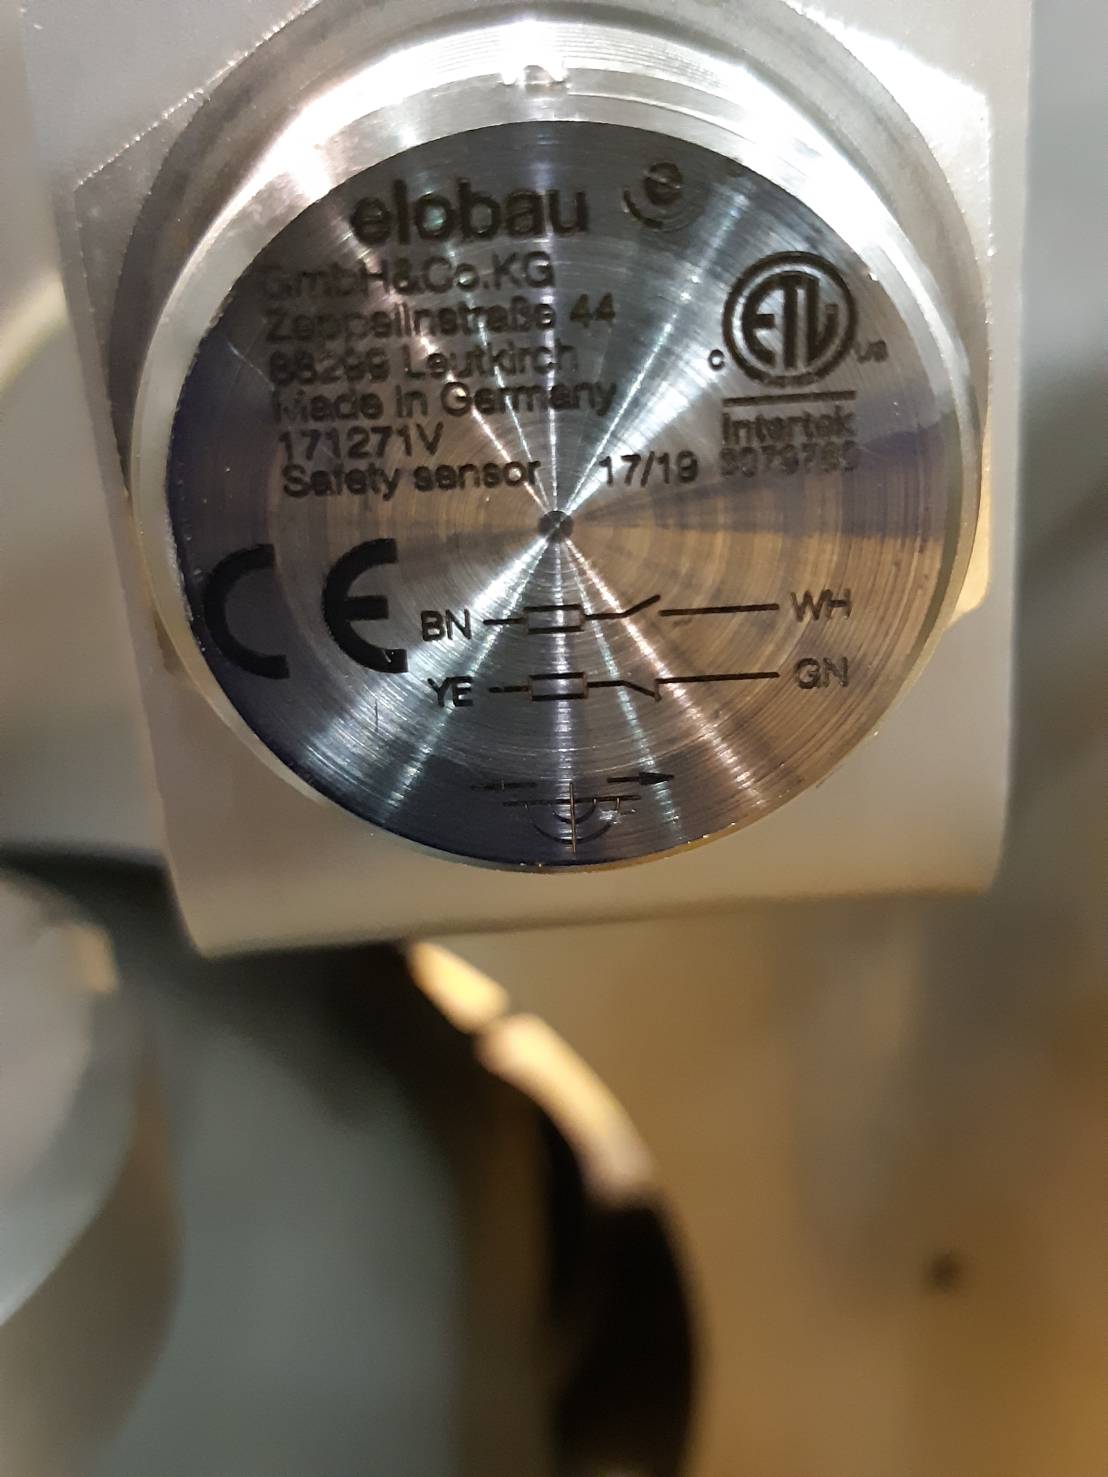 elobau e
GmbH&Co.KG
Zeppelinstraße 44
88299 Leutkirch
Made in Germany
171271V
Safety sensor 17/19
C ETL US
Intertek
CE
BN WH
YE GN